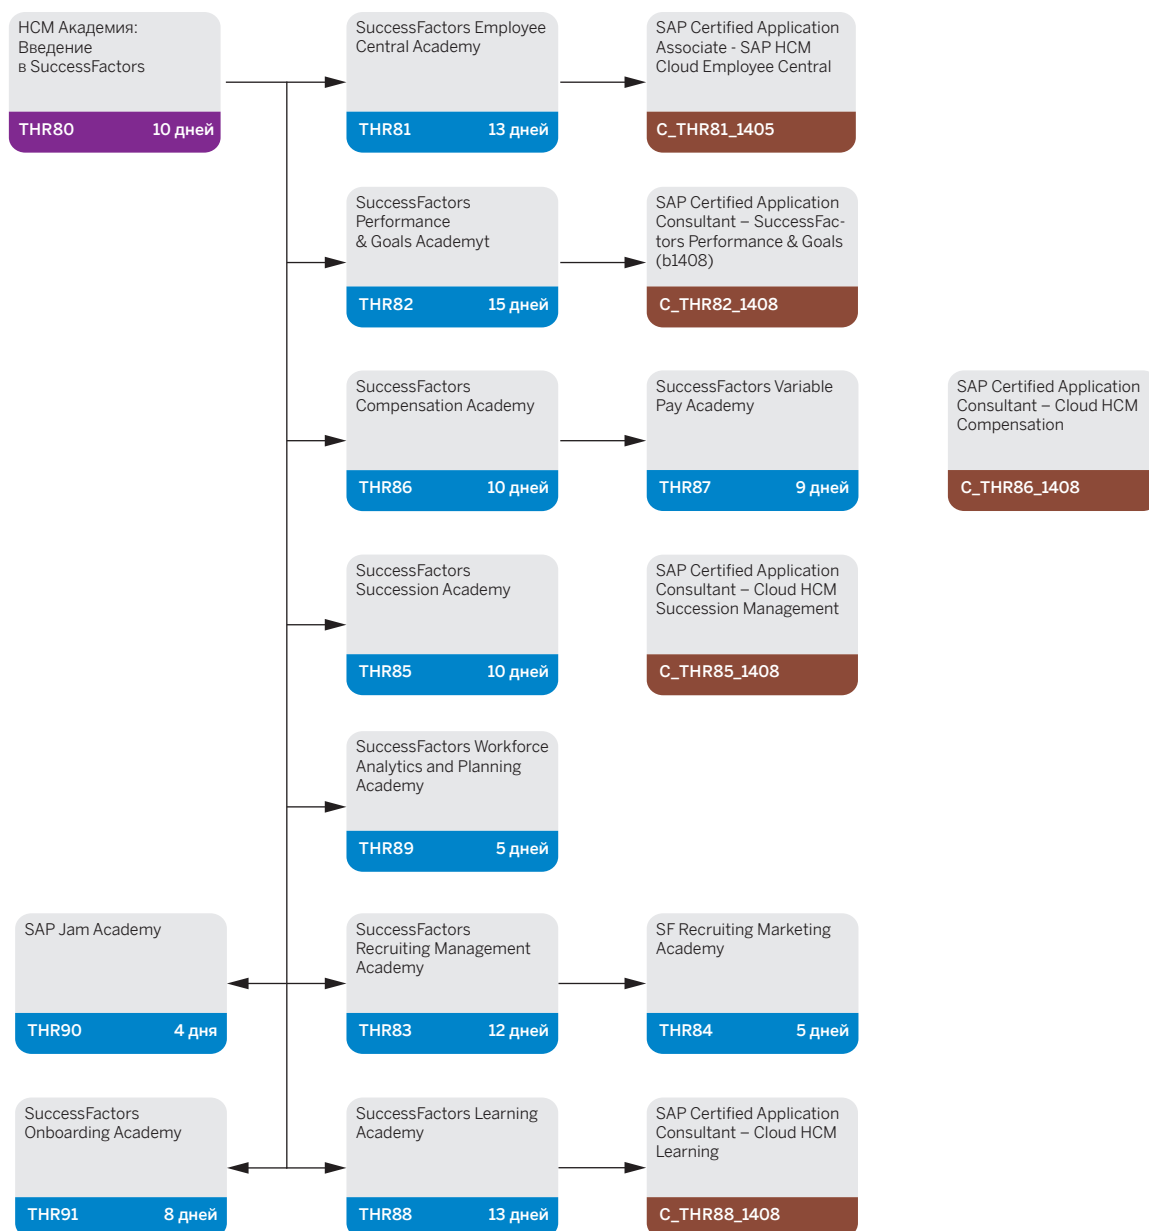 HCM Академия:
Введение
в SuccessFactors
THR80 10 дней
SuccessFactors Employee
Central Academy
THR81 13 дней
SAP Certified Application
Associate - SAP HCM
Cloud Employee Central
C_THR81_1405
SuccessFactors
Performance
& Goals Academyt
THR82 15 дней
SAP Certified Application
Consultant – SuccessFac-
tors Performance & Goals
(b1408)
C_THR82_1408
SuccessFactors
Compensation Academy
THR86 10 дней
SuccessFactors Variable
Pay Academy
THR87 9 дней
SAP Certified Application
Consultant – Cloud HCM
Compensation
C_THR86_1408
SuccessFactors
Succession Academy
THR85 10 дней
SAP Certified Application
Consultant – Cloud HCM
Succession Management
C_THR85_1408
SuccessFactors Workforce
Analytics and Planning
Academy
THR89 5 дней
SAP Jam Academy
THR90 4 дня
SuccessFactors
Recruiting Management
Academy
THR83 12 дней
SF Recruiting Marketing
Academy
THR84 5 дней
SuccessFactors
Onboarding Academy
THR91 8 дней
SuccessFactors Learning
Academy
THR88 13 дней
SAP Certified Application
Consultant – Cloud HCM
Learning
C_THR88_1408